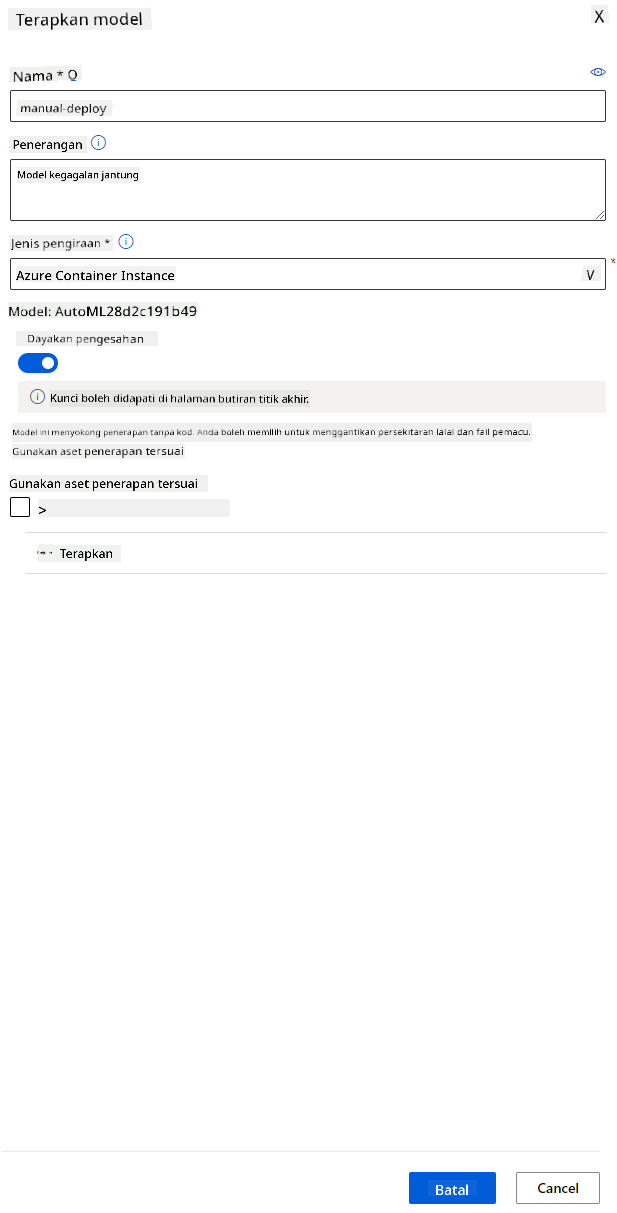 Terapkan model X
Nama *
manual-deploy
Penerangan
Model kegagalan jantung
Jenis pengiraan *
Azure Container Instance
*
Model: AutoML28d2c191b49
Dayakan pengesahan
Kunci boleh didapati di halaman butiran titik akhir.
Model ini menyokong penerapan tanpa kod. Anda boleh memilih untuk menggantikan persekitaran lalai dan fail pemacu.
Gunakan aset penerapan tersuai
Gunakan aset penerapan tersuai
>
Terapkan
Batal Cancel